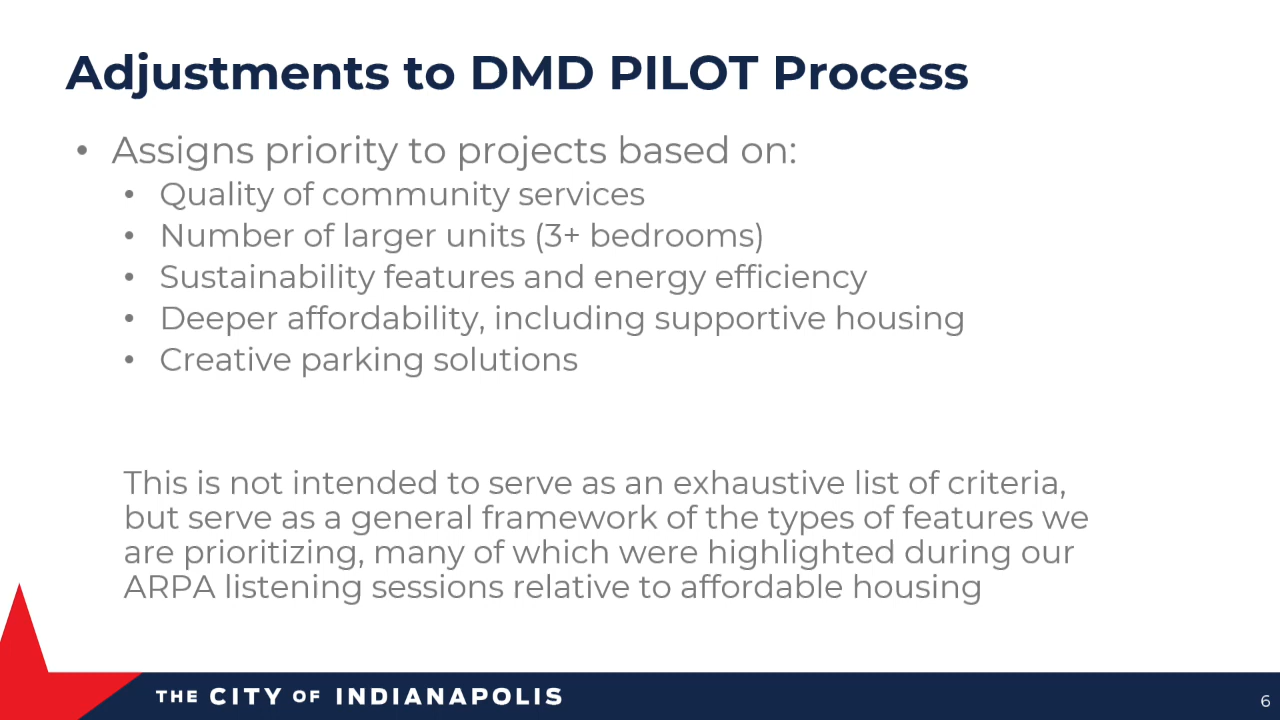 Adjustments to DMD PILOT Process
• Assigns priority to projects based on:
• Quality of community services
• Number of larger units (3+ bedrooms)
• Sustainability features and energy efficiency
• Deeper affordability, including supportive housing
• Creative parking solutions
This is not intended to serve as an exhaustive list of criteria,
but serve as a general framework of the types of features we
are prioritizing, many of which were highlighted during our
ARPA listening sessions relative to affordable housing
THE CITY OF INDIANAPOLIS
6